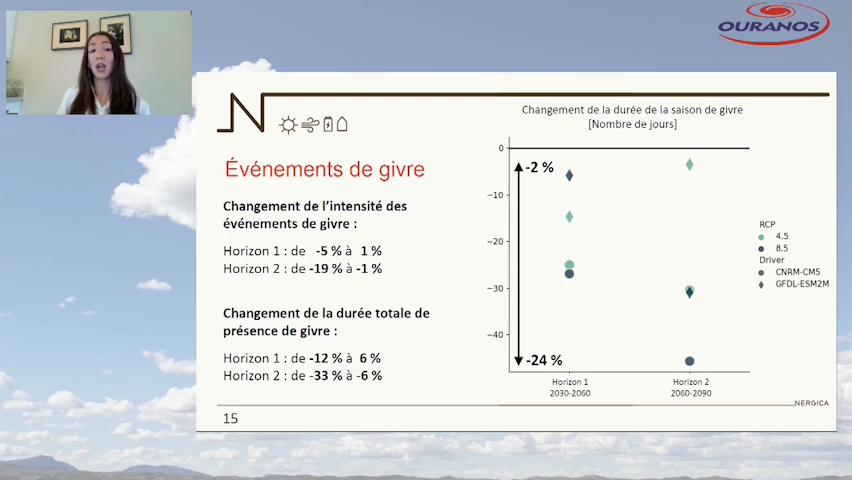 OURANOS
Événements de givre
Changement de l'intensité des
événements de givre :
Horizon 1 : de -5 % à 1 %
Horizon 2 : de -19 % à -1 %
Changement de la durée totale de
présence de givre :
Horizon 1 : de -12 % à 6 %
Horizon 2 : de -33 % à -6 %
15
Changement de la durée de la saison de givre
[Nombre de jours]
0
−10
−20
−30
−40
-2 %
-24 %
Horizon 1
2030-2060
Horizon 2
2060-2090
RCP
4.5
8.5
Driver
CNRM-CM5
GFDL-ESM2M
NERGICA